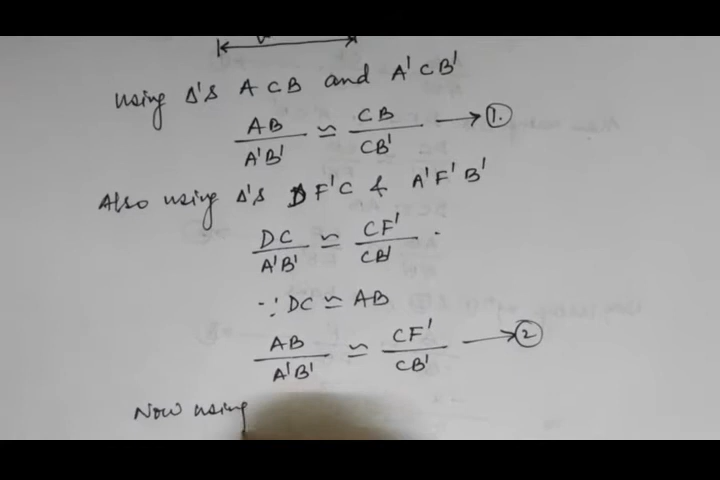 using Δ'S ACB and A'CB'
AB/A'B' ≃ CB/CB' → ①.
Also using Δ'S DF'C & A'F'B'
DC/A'B' ≃ CF'/CB' .
∵ DC ≃ AB
AB/A'B' ≃ CF'/CB' → ②
Now using